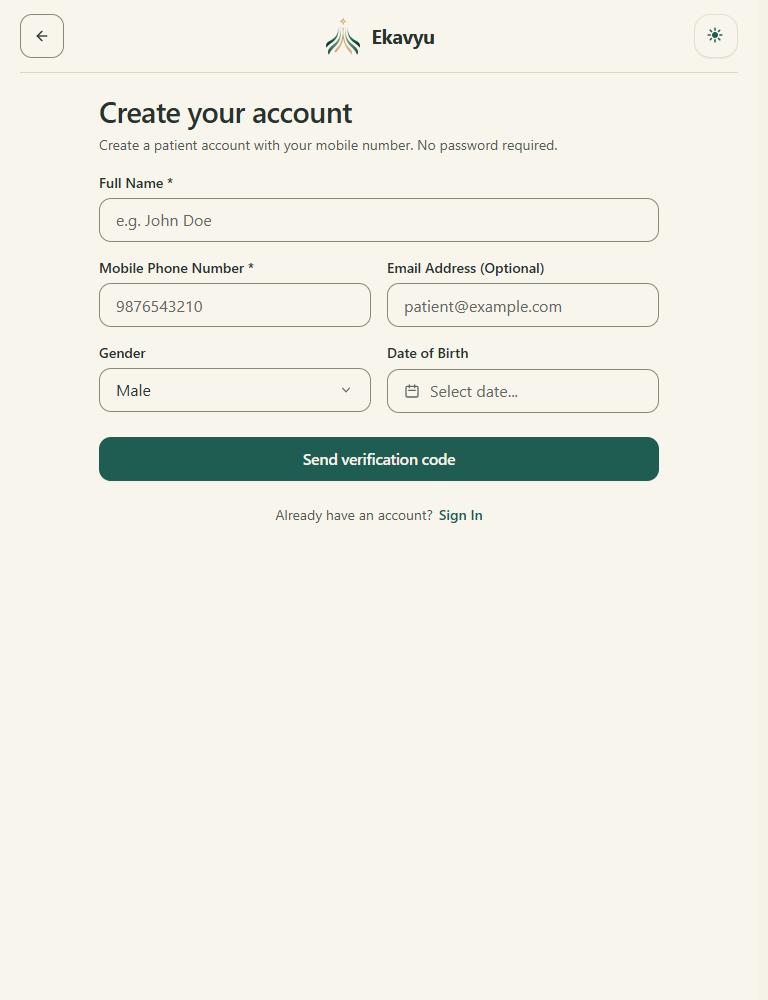 Ekavyu
Create your account
Create a patient account with your mobile number. No password required.
Full Name *
e.g. John Doe
Mobile Phone Number *
Email Address (Optional)
9876543210
patient@example.com
Gender
Date of Birth
Male
Select date...
Send verification code
Already have an account? Sign In